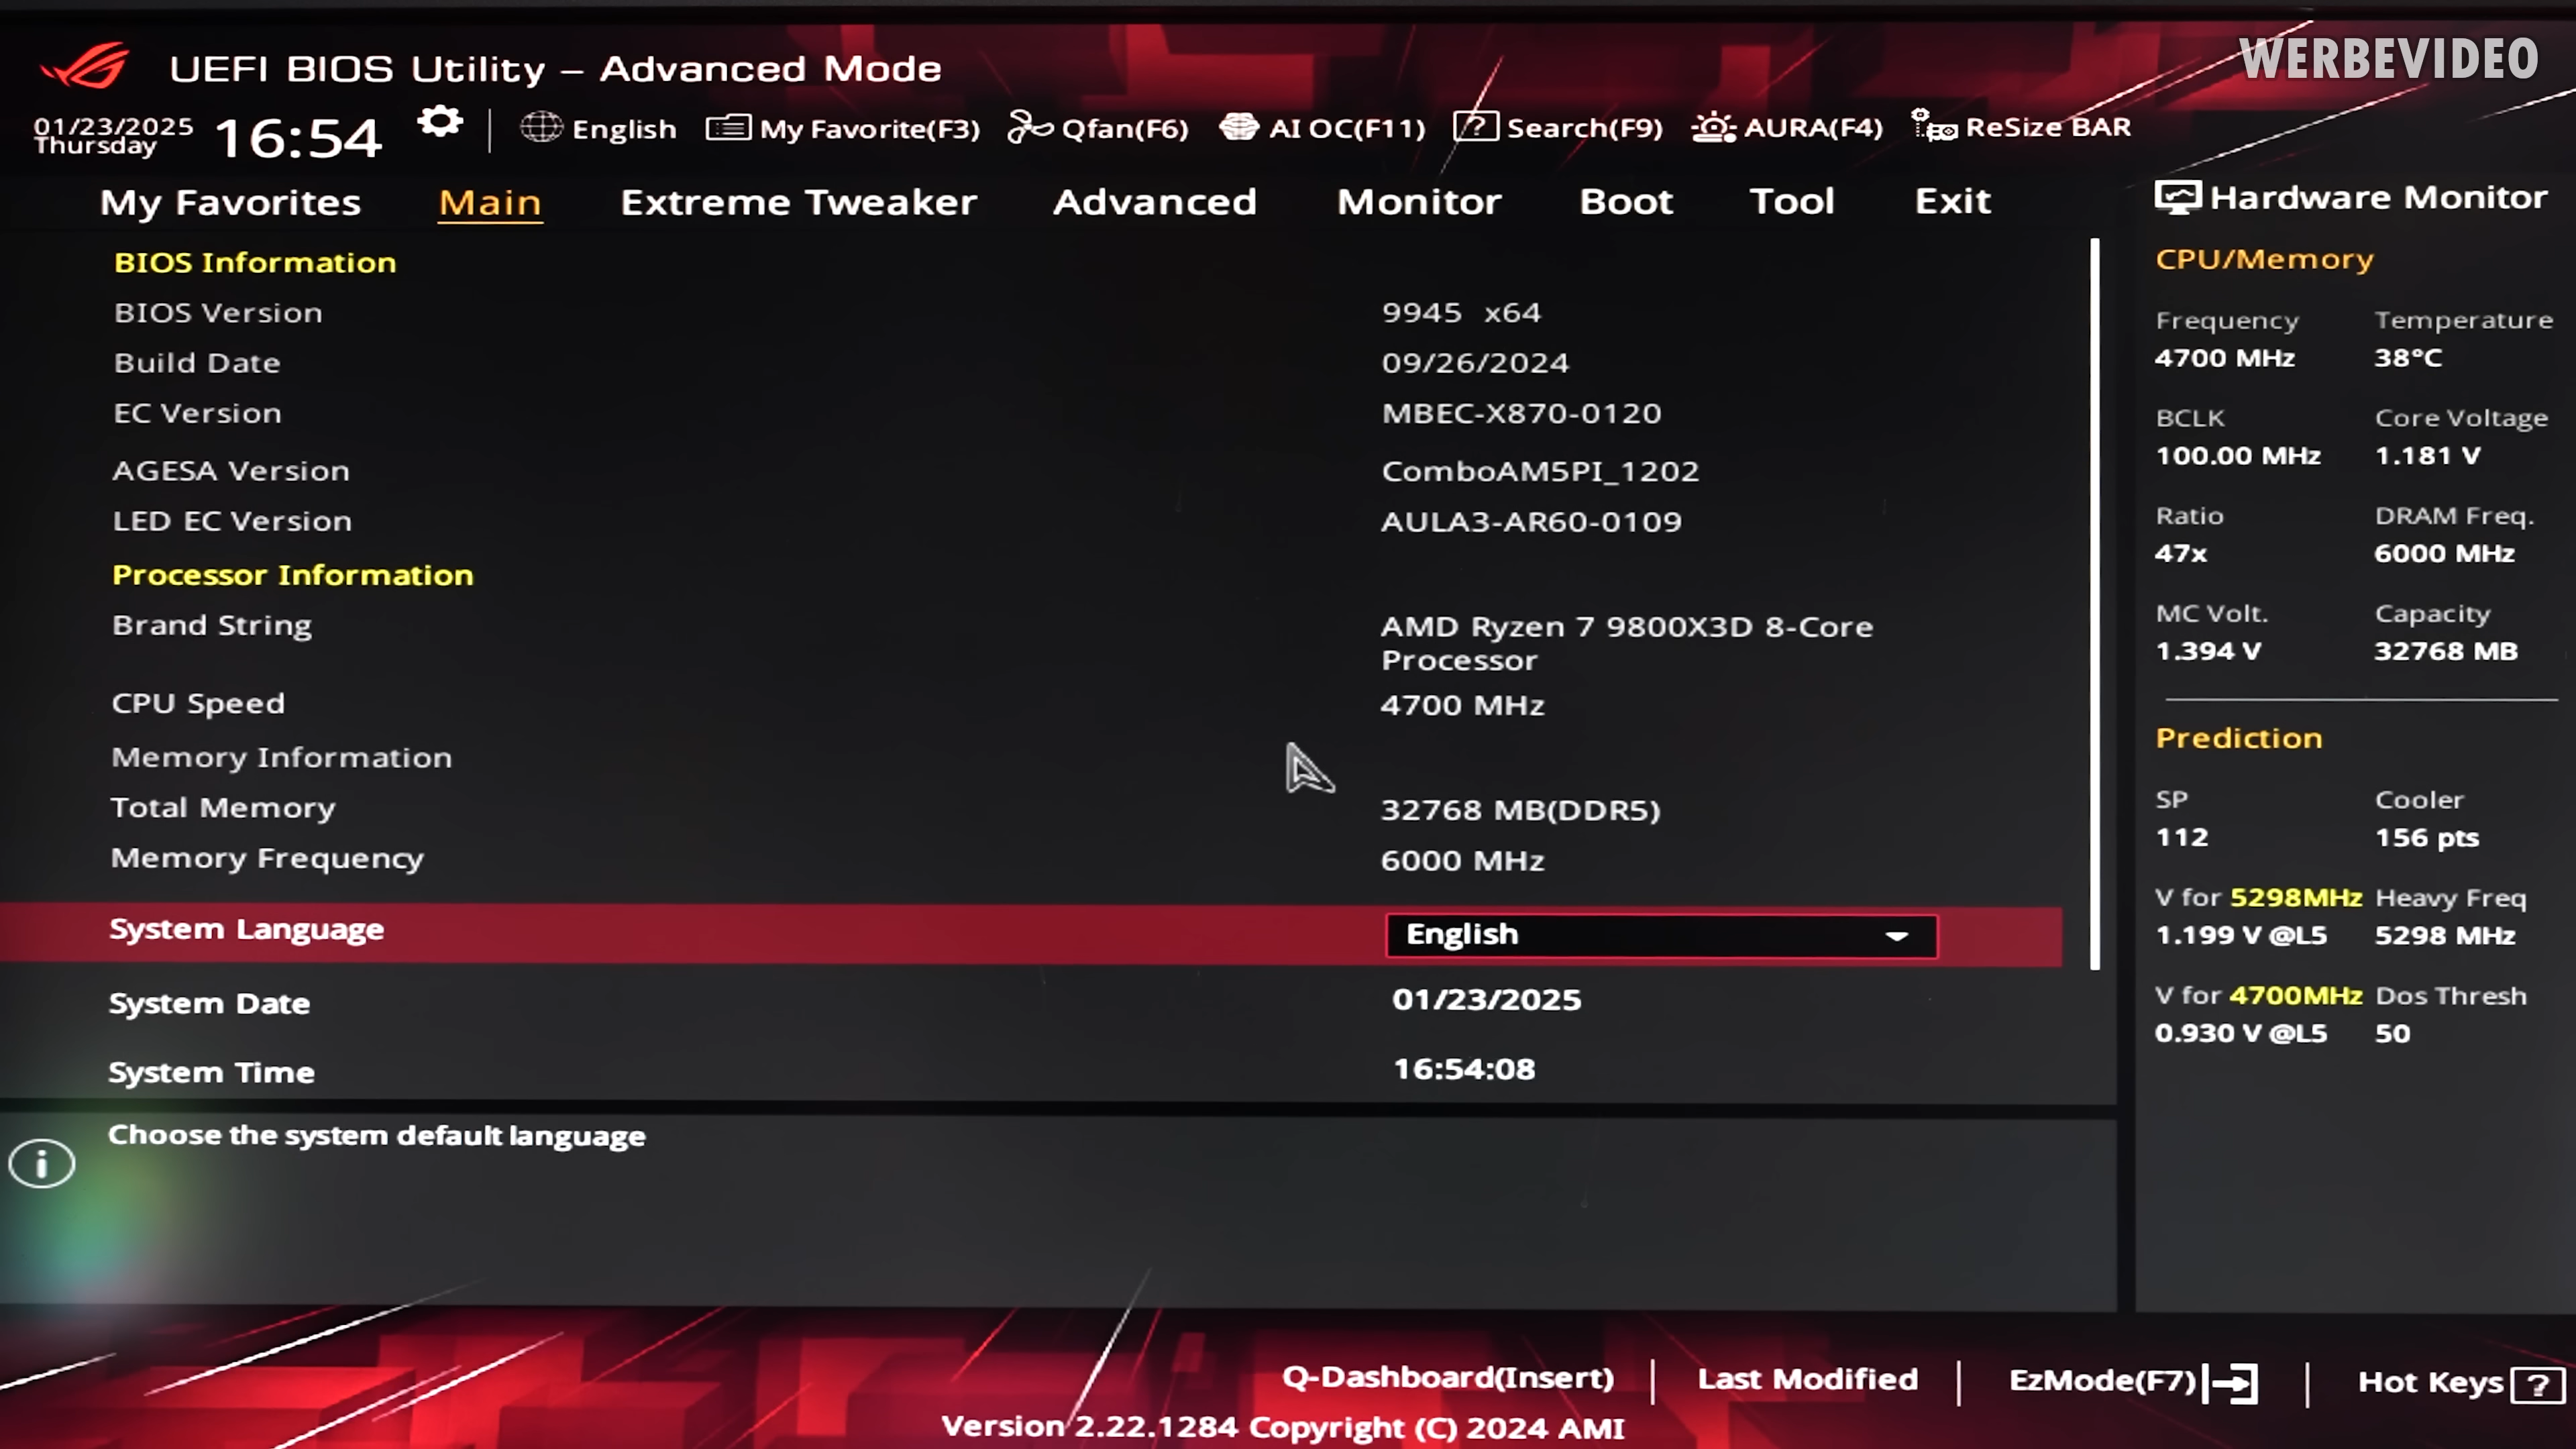 UEFI BIOS Utility – Advanced Mode
WERBEVIDEO
01/23/2025
Thursday
16:54
English
My Favorite(F3)
Qfan(F6)
AI OC(F11)
Search(F9)
AURA(F4)
ReSize BAR
My Favorites Main Extreme Tweaker Advanced Monitor Boot Tool Exit
BIOS Information
BIOS Version 9945 x64
Build Date 09/26/2024
EC Version MBEC-X870-0120
AGESA Version ComboAM5PI_1202
LED EC Version AULA3-AR60-0109
Processor Information
Brand String AMD Ryzen 7 9800X3D 8-Core
Processor
CPU Speed 4700 MHz
Memory Information
Total Memory 32768 MB(DDR5)
Memory Frequency 6000 MHz
System Language English
System Date 01/23/2025
System Time 16:54:08
Choose the system default language
Hardware Monitor
CPU/Memory
Frequency Temperature
4700 MHz 38°C
BCLK Core Voltage
100.00 MHz 1.181 V
Ratio DRAM Freq.
47x 6000 MHz
MC Volt. Capacity
1.394 V 32768 MB
Prediction
SP Cooler
112 156 pts
V for 5298MHz Heavy Freq
1.199 V @L5 5298 MHz
V for 4700MHz Dos Thresh
0.930 V @L5 50
Q-Dashboard(Insert) Last Modified EzMode(F7) Hot Keys ?
Version 2.22.1284 Copyright (C) 2024 AMI